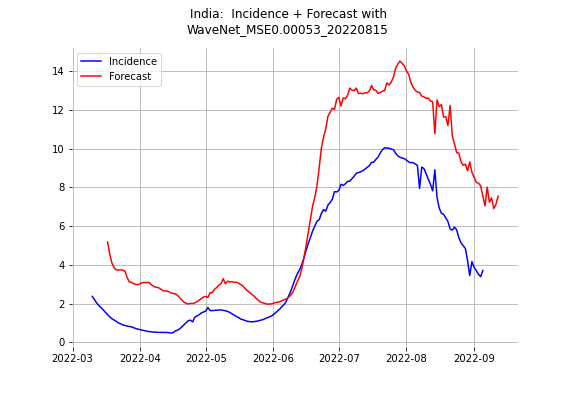 India:  Incidence + Forecast with
WaveNet_MSE0.00053_20220815
Incidence
Forecast
14
12
10
8
6
4
2
0
2022-03 2022-04 2022-05 2022-06 2022-07 2022-08 2022-09